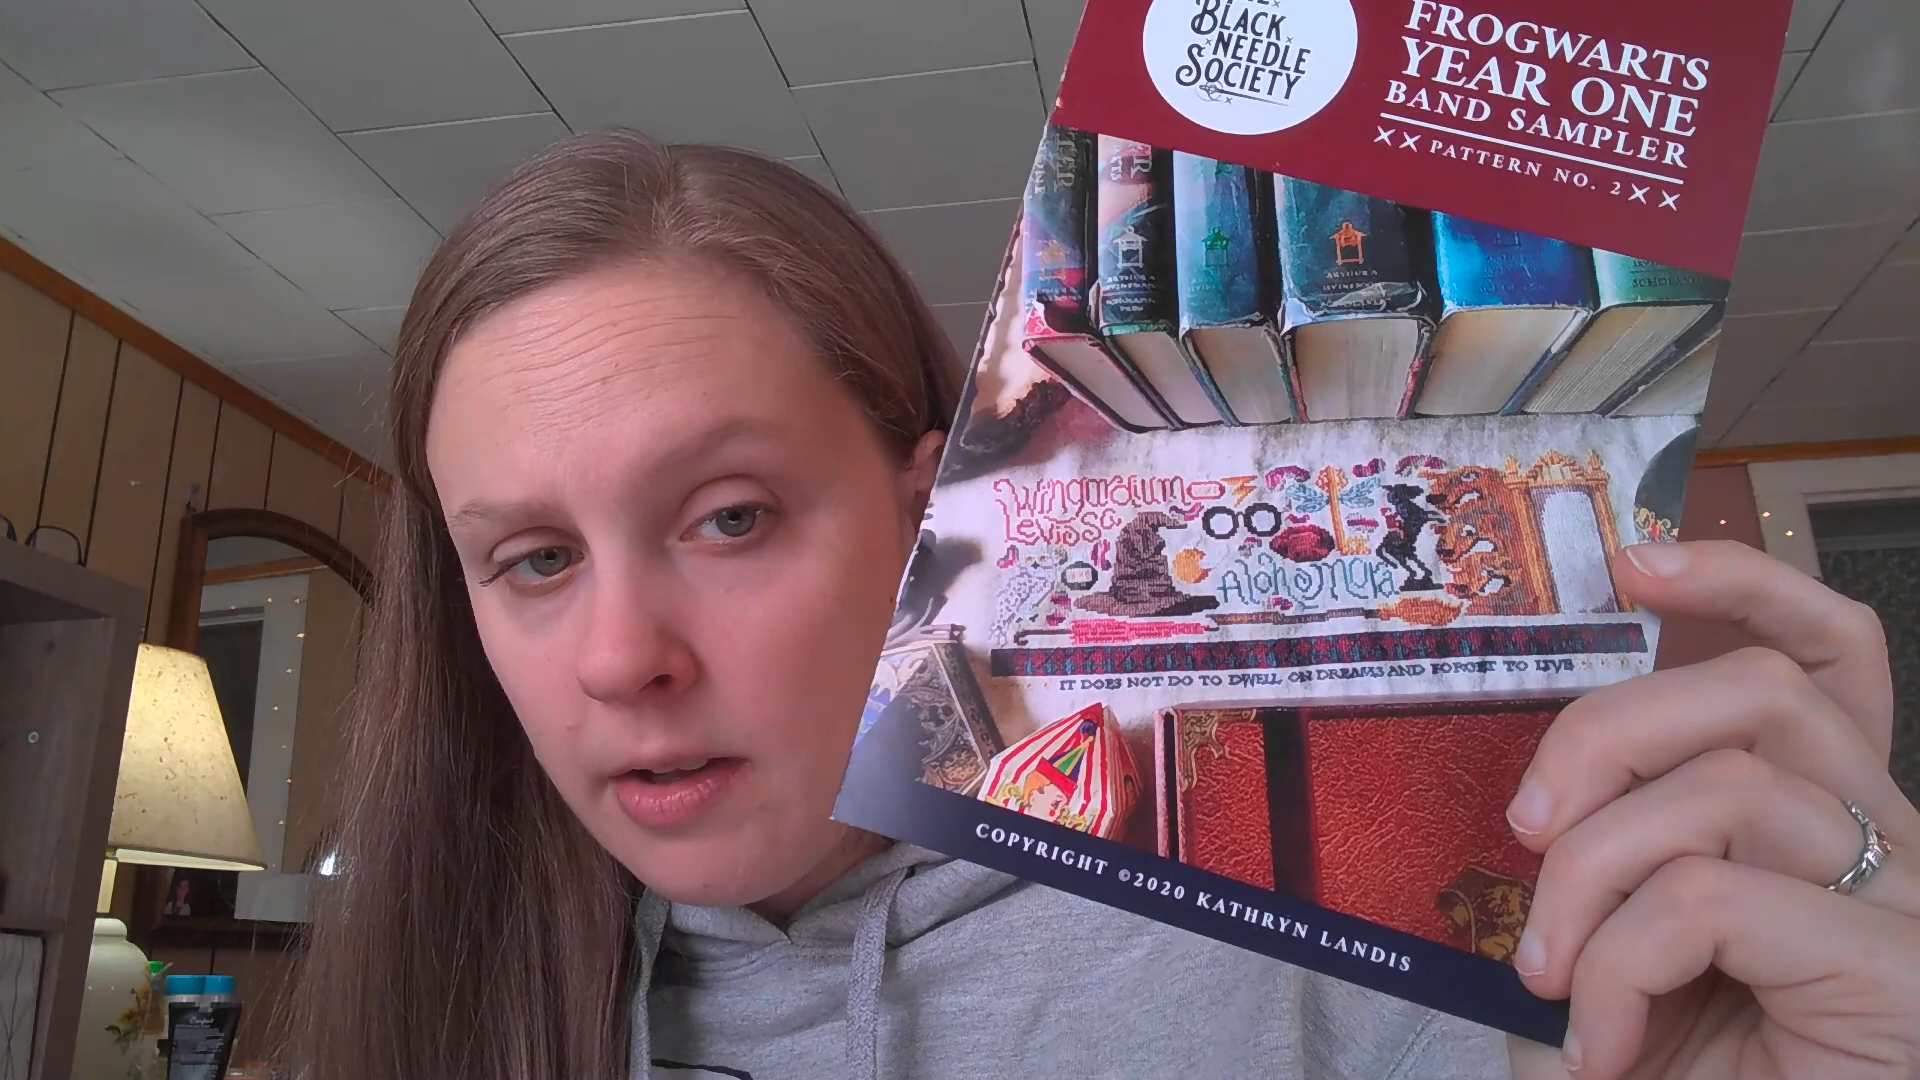 BLACK
NEEDLE
SOCIETY
FROGWARTS
YEAR ONE
BAND SAMPLER
PATTERN NO. 2
ARTHUR A
Wingardium
Leviosa
Alohomora
IT DOES NOT DO TO DWELL ON DREAMS AND FORGET TO LIVE
COPYRIGHT ©2020 KATHRYN LANDIS